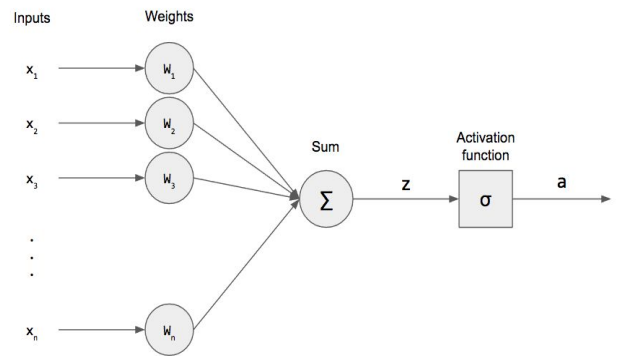 Inputs
Weights
x₁
W₁
x₂
W₂
Sum
Activation
function
x₃
W₃
Σ
z
σ
a
.
.
.
xₙ
Wₙ